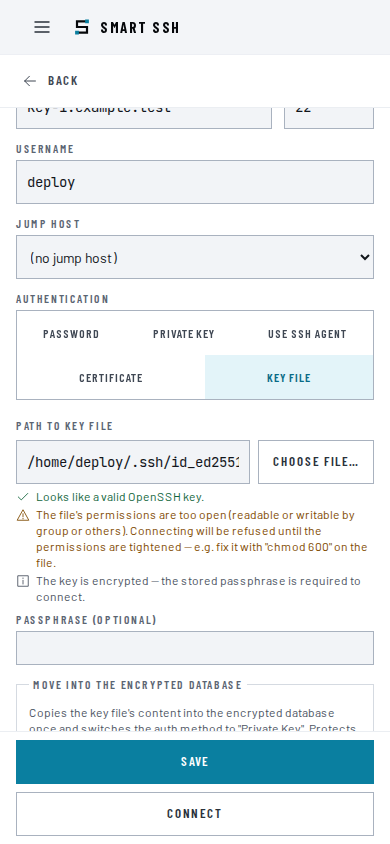 SMART SSH
BACK
key-1.example.test 22
USERNAME
deploy
JUMP HOST
(no jump host)
AUTHENTICATION
PASSWORD PRIVATE KEY USE SSH AGENT
CERTIFICATE KEY FILE
PATH TO KEY FILE
/home/deploy/.ssh/id_ed2551 CHOOSE FILE…
Looks like a valid OpenSSH key.
The file's permissions are too open (readable or writable by
group or others). Connecting will be refused until the
permissions are tightened — e.g. fix it with "chmod 600" on the
file.
The key is encrypted — the stored passphrase is required to
connect.
PASSPHRASE (OPTIONAL)
MOVE INTO THE ENCRYPTED DATABASE
Copies the key file's content into the encrypted database
once and switches the auth method to "Private Key". Protects
SAVE
CONNECT